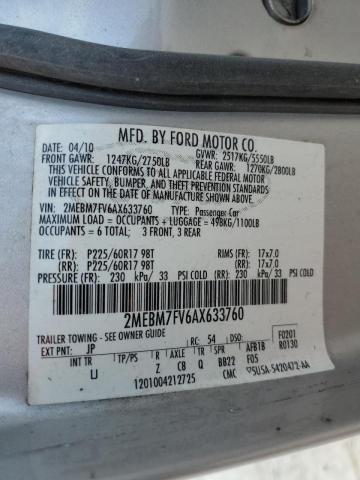 MFD. BY FORD MOTOR CO.
DATE: 04/10 GVWR: 2517KG/5550LB
FRONT GAWR: 1247KG/2750LB REAR GAWR: 1270KG/2800LB
THIS VEHICLE CONFORMS TO ALL APPLICABLE FEDERAL MOTOR
VEHICLE SAFETY, BUMPER, AND THEFT PREVENTION STANDARDS
IN EFFECT ON THE DATE OF MANUFACTURE SHOWN ABOVE.
VIN: 2MEBM7FV6AX633760 TYPE: Passenger Car
MAXIMUM LOAD = OCCUPANTS + LUGGAGE = 498KG/1100LB
OCCUPANTS = 6 TOTAL; 3 FRONT, 3 REAR
TIRE (FR): P225/60R17 98T RIMS (FR): 17x7.0
(RR): P225/60R17 98T (RR): 17x7.0
PRESSURE (FR): 230 kPa/ 33 PSI COLD (RR): 230 kPa/ 33 PSI COLD
2MEBM7FV6AX633760
TRAILER TOWING - SEE OWNER GUIDE
EXT PNT: JP RC: 54 DSO: F0201
INT TR TP/PS R AXLE TR SPR AFB1B R0130
LJ Z CB Q BB22 F05
1201004212725 CMC 5U5A-5420472-AA